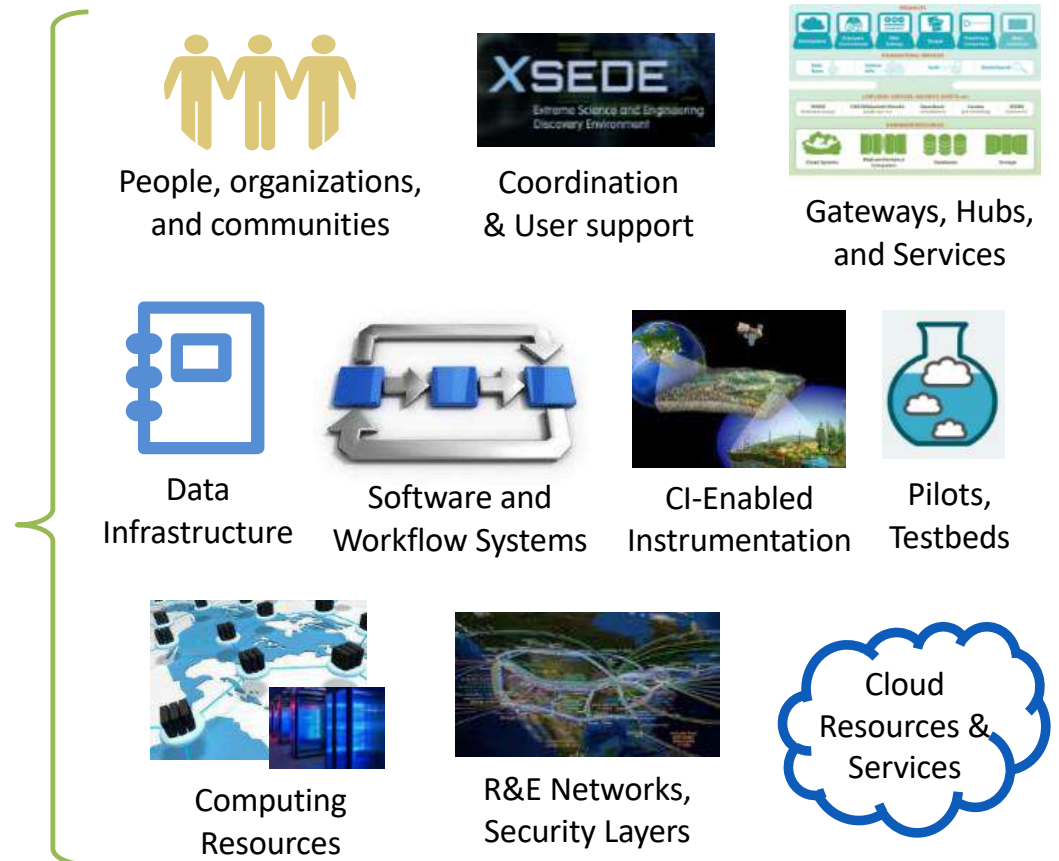 People, organizations,
and communities
XSEDE
Extreme Science and Engineering
Discovery Environment
Coordination
& User support
Gateways, Hubs,
and Services
Data
Infrastructure
Software and
Workflow Systems
CI-Enabled
Instrumentation
Pilots,
Testbeds
Computing
Resources
R&E Networks,
Security Layers
Cloud
Resources &
Services